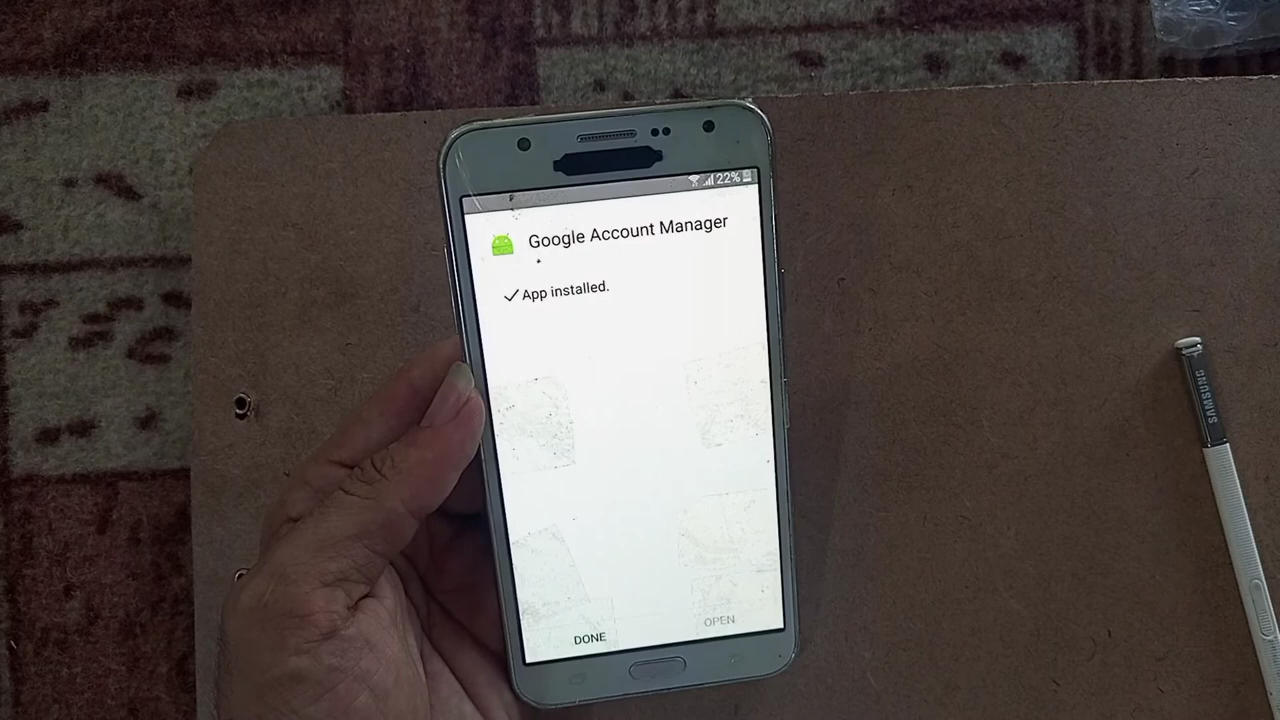 22%
Google Account Manager
App installed.
DONE
OPEN
SAMSUNG